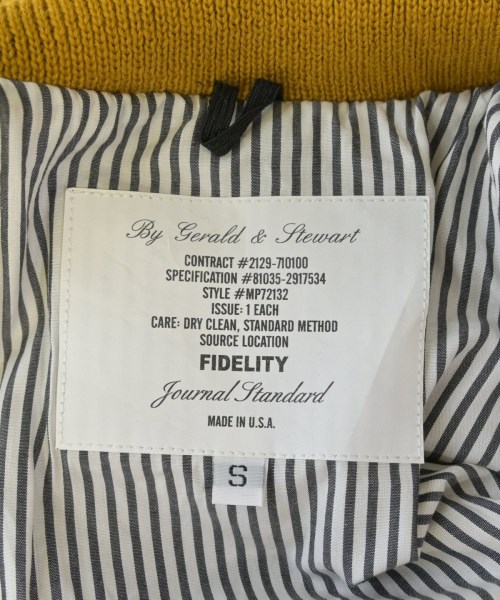 By Gerald & Stewart
CONTRACT #2129-710100
SPECIFICATION #81035-2917534
STYLE #MP72132
ISSUE: 1 EACH
CARE: DRY CLEAN, STANDARD METHOD
SOURCE LOCATION
FIDELITY
Journal Standard
MADE IN U.S.A.
S